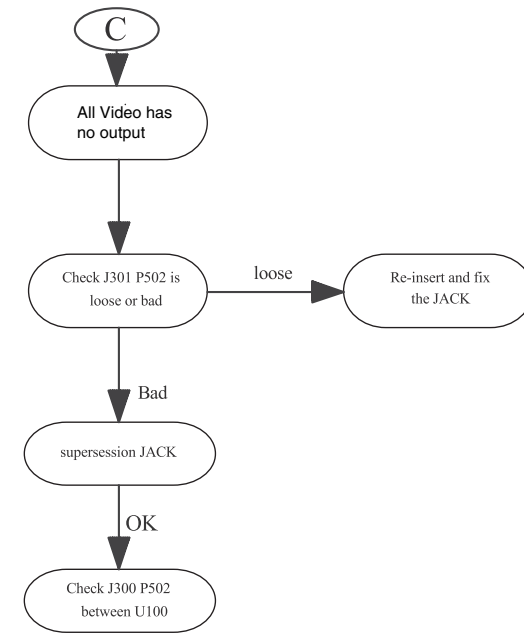 C
All Video has
no output
Check J301 P502 is
loose or bad
loose
Re-insert and fix
the JACK
Bad
supersession JACK
OK
Check J300 P502
between U100